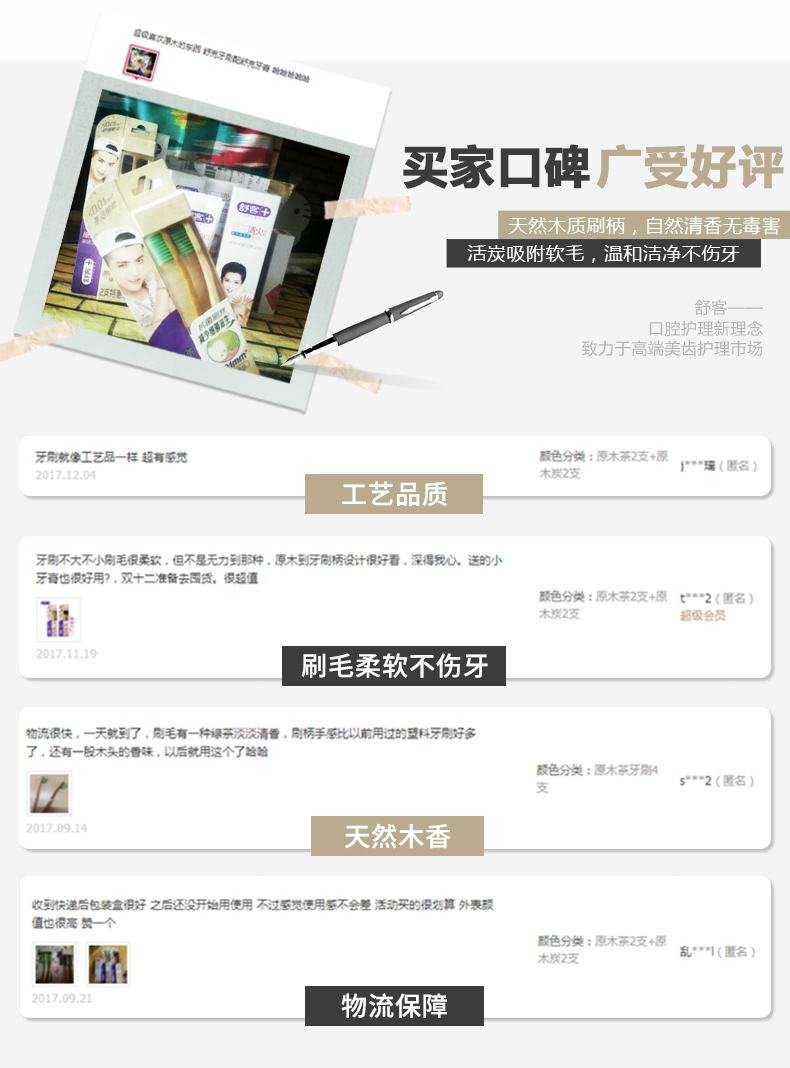 超级喜欢原木的东西 舒克牙刷配舒克牙膏 哈哈哈哈哈
买家口碑 广受好评
天然木质刷柄，自然清香无毒害
活炭吸附软毛，温和洁净不伤牙
舒客
舒客——
口腔护理新理念
致力于高端美齿护理市场
抗菌刷丝
减少细菌滋生
牙刷就像工艺品一样 超有感觉
2017.12.04
颜色分类：原木茶2支+原
木炭2支
j***瑞（匿名）
工艺品质
牙刷不大不小刷毛很柔软，但不是无力到那种，原木到牙刷柄设计很好看，深得我心。送的小
牙膏也很好用?，双十二准备去囤货。很超值
2017.11.19
颜色分类：原木茶2支+原
木炭2支
t***2（匿名）
超级会员
刷毛柔软不伤牙
物流很快，一天就到了，刷毛有一种绿茶淡淡清香，刷柄手感比以前用过的塑料牙刷好多
了，还有一股木头的香味，以后就用这个了哈哈
2017.09.14
颜色分类：原木茶牙刷4
支
s***2（匿名）
天然木香
收到快递后包装盒很好 之后还没开始用使用 不过感觉使用感不会差 活动买的很划算 外表颜
值也很高 赞一个
2017.09.21
颜色分类：原木茶2支+原
木炭2支
乱***l（匿名）
物流保障